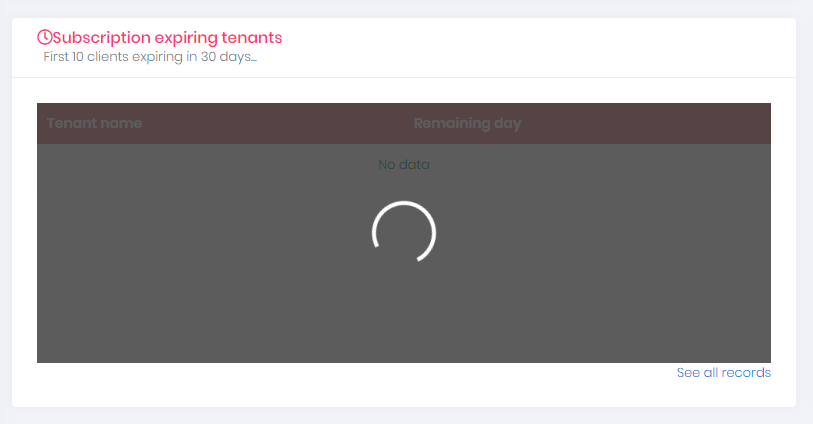 Subscription expiring tenants
First 10 clients expiring in 30 days...
Tenant name Remaining day
No data
See all records